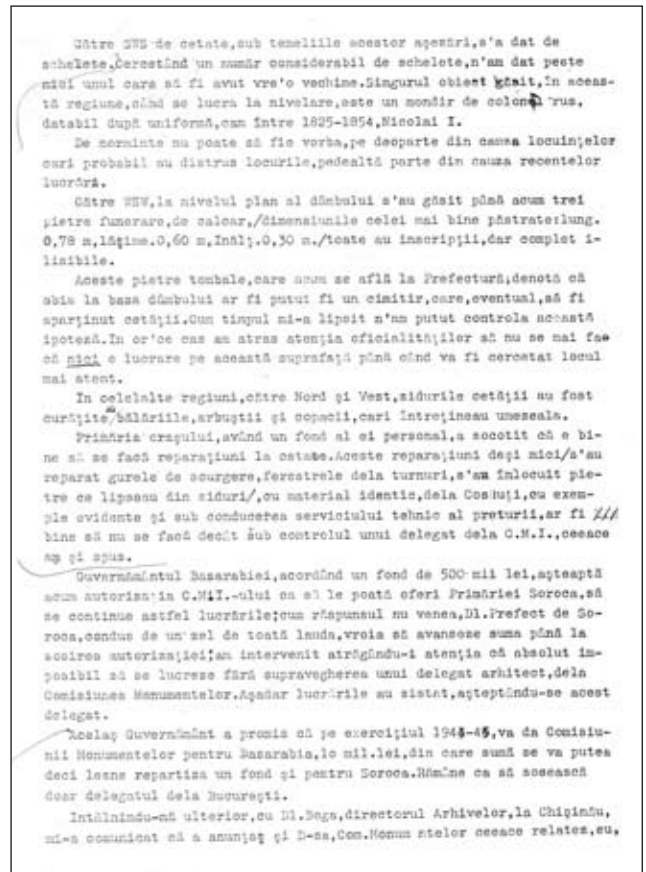 Către SWS de cetate,sub temeliile acestor așezări,s'a dat de
schelete.Cercetând un număr considerabil de schelete,n'am dat peste
nici unul care să fi avut vre'o vechime.Singurul obiect găsit,în aceas-
tă regiune,când se lucra la nivelare,este un mondir de colonel rus,
databil după uniformă,cam între 1825-1854,Nicolai I.
De morminte nu poate să fie vorba,pe deoparte din cauza locuințelor
cari probabil au distrus locurile,pedealtă parte din cauza recentelor
lucrări.
Către WSW,la nivelul plan al dâmbului s'au găsit până acum trei
pietre funerare,de calcar,/dimensiunile celei mai bine păstrate:lung.
0,78 m,lățime.0,60 m,Înălț.0,30 m./toate au inscripții,dar complet i-
lisibile.
Aceste pietre tombale,care acum se află la Prefectură,denotă că
abia la baza dâmbului ar fi putut fi un cimitir,care,eventual,să fi
aparținut cetății.Cum timpul mi-a lipsit n'am putut controla această
ipoteză.In or'ce caz am atras atenția oficialităților să nu se mai fac
că nici o lucrare pe această suprafață până când va fi cercetat locul
mai atent.
In celelalte regiuni,către Nord și Vest,zidurile cetății au fost
curățite bălăriile,arbuștii și copacii,cari întrețineau umezeala.
Primăria orașului,având un fond al ei personal,a socotit că e bi-
ne să se facă reparațiuni la cetate.Aceste reparațiuni deși mici/s'au
reparat gurele de scurgere,ferestrele dela turnuri,s'au înlocuit pie-
tre ce lipseau din ziduri/,cu material identic,dela Cosăuți,cu exem-
ple evidente și sub conducerea serviciului tehnic al preturii,ar fi
bine să nu se facă decât sub controlul unui delegat dela C.M.I.,ceeace
am și spus.
Guvernământul Basarabiei,acordând un fond de 500 mii lei,așteaptă
acum autorizația C.M.I.-ului ca să le poată oferi Primăriei Soroca,să
se continue astfel lucrările;cum răspunsul nu venea,Dl.Prefect de So-
roca,condus de un zel de toată lauda,vroia să avanseze suma până la
sosirea autorizației;am intervenit atrăgându-i atenția că absolut im-
posibil să se lucreze fără supravegherea unui delegat arhitect,dela
Comisiunea Monumentelor.Așadar lucrările au sistat,așteptându-se acest
delegat.
Acelaș Guvernământ a promis că pe exercițiul 1944-45,va da Comisiu-
nii Monumentelor pentru Basarabia,lo mil.lei,din care sumă se va putea
deci lesne repartiza un fond și pentru Soroca.Rămâne ca să sosească
doar delegatul dela București.
Intâlnindu-mă ulterior,cu Dl.Boga,directorul Arhivelor,la Chișinău,
mi-a comunicat că a anunțat și D-sa,Com.Monum ntelor ceeace relatez,eu,